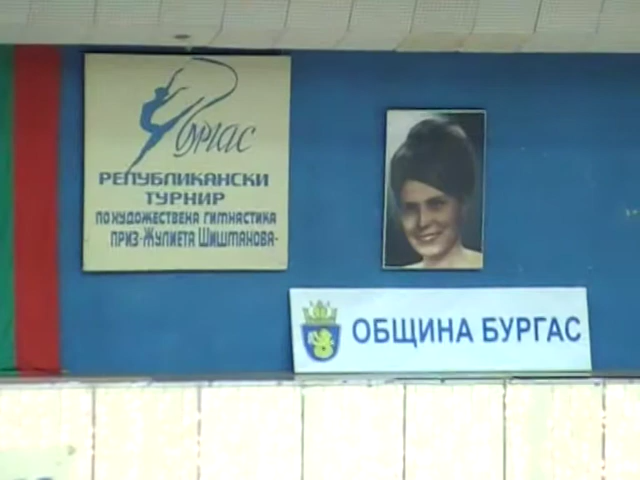 Бургас
РЕПУБЛИКАНСКИ
ТУРНИР
ПО ХУДОЖЕСТВЕНА ГИМНАСТИКА
ПРИЗ-ЖУЛИЕТА ШИШМАНОВА-
ОБЩИНА БУРГАС